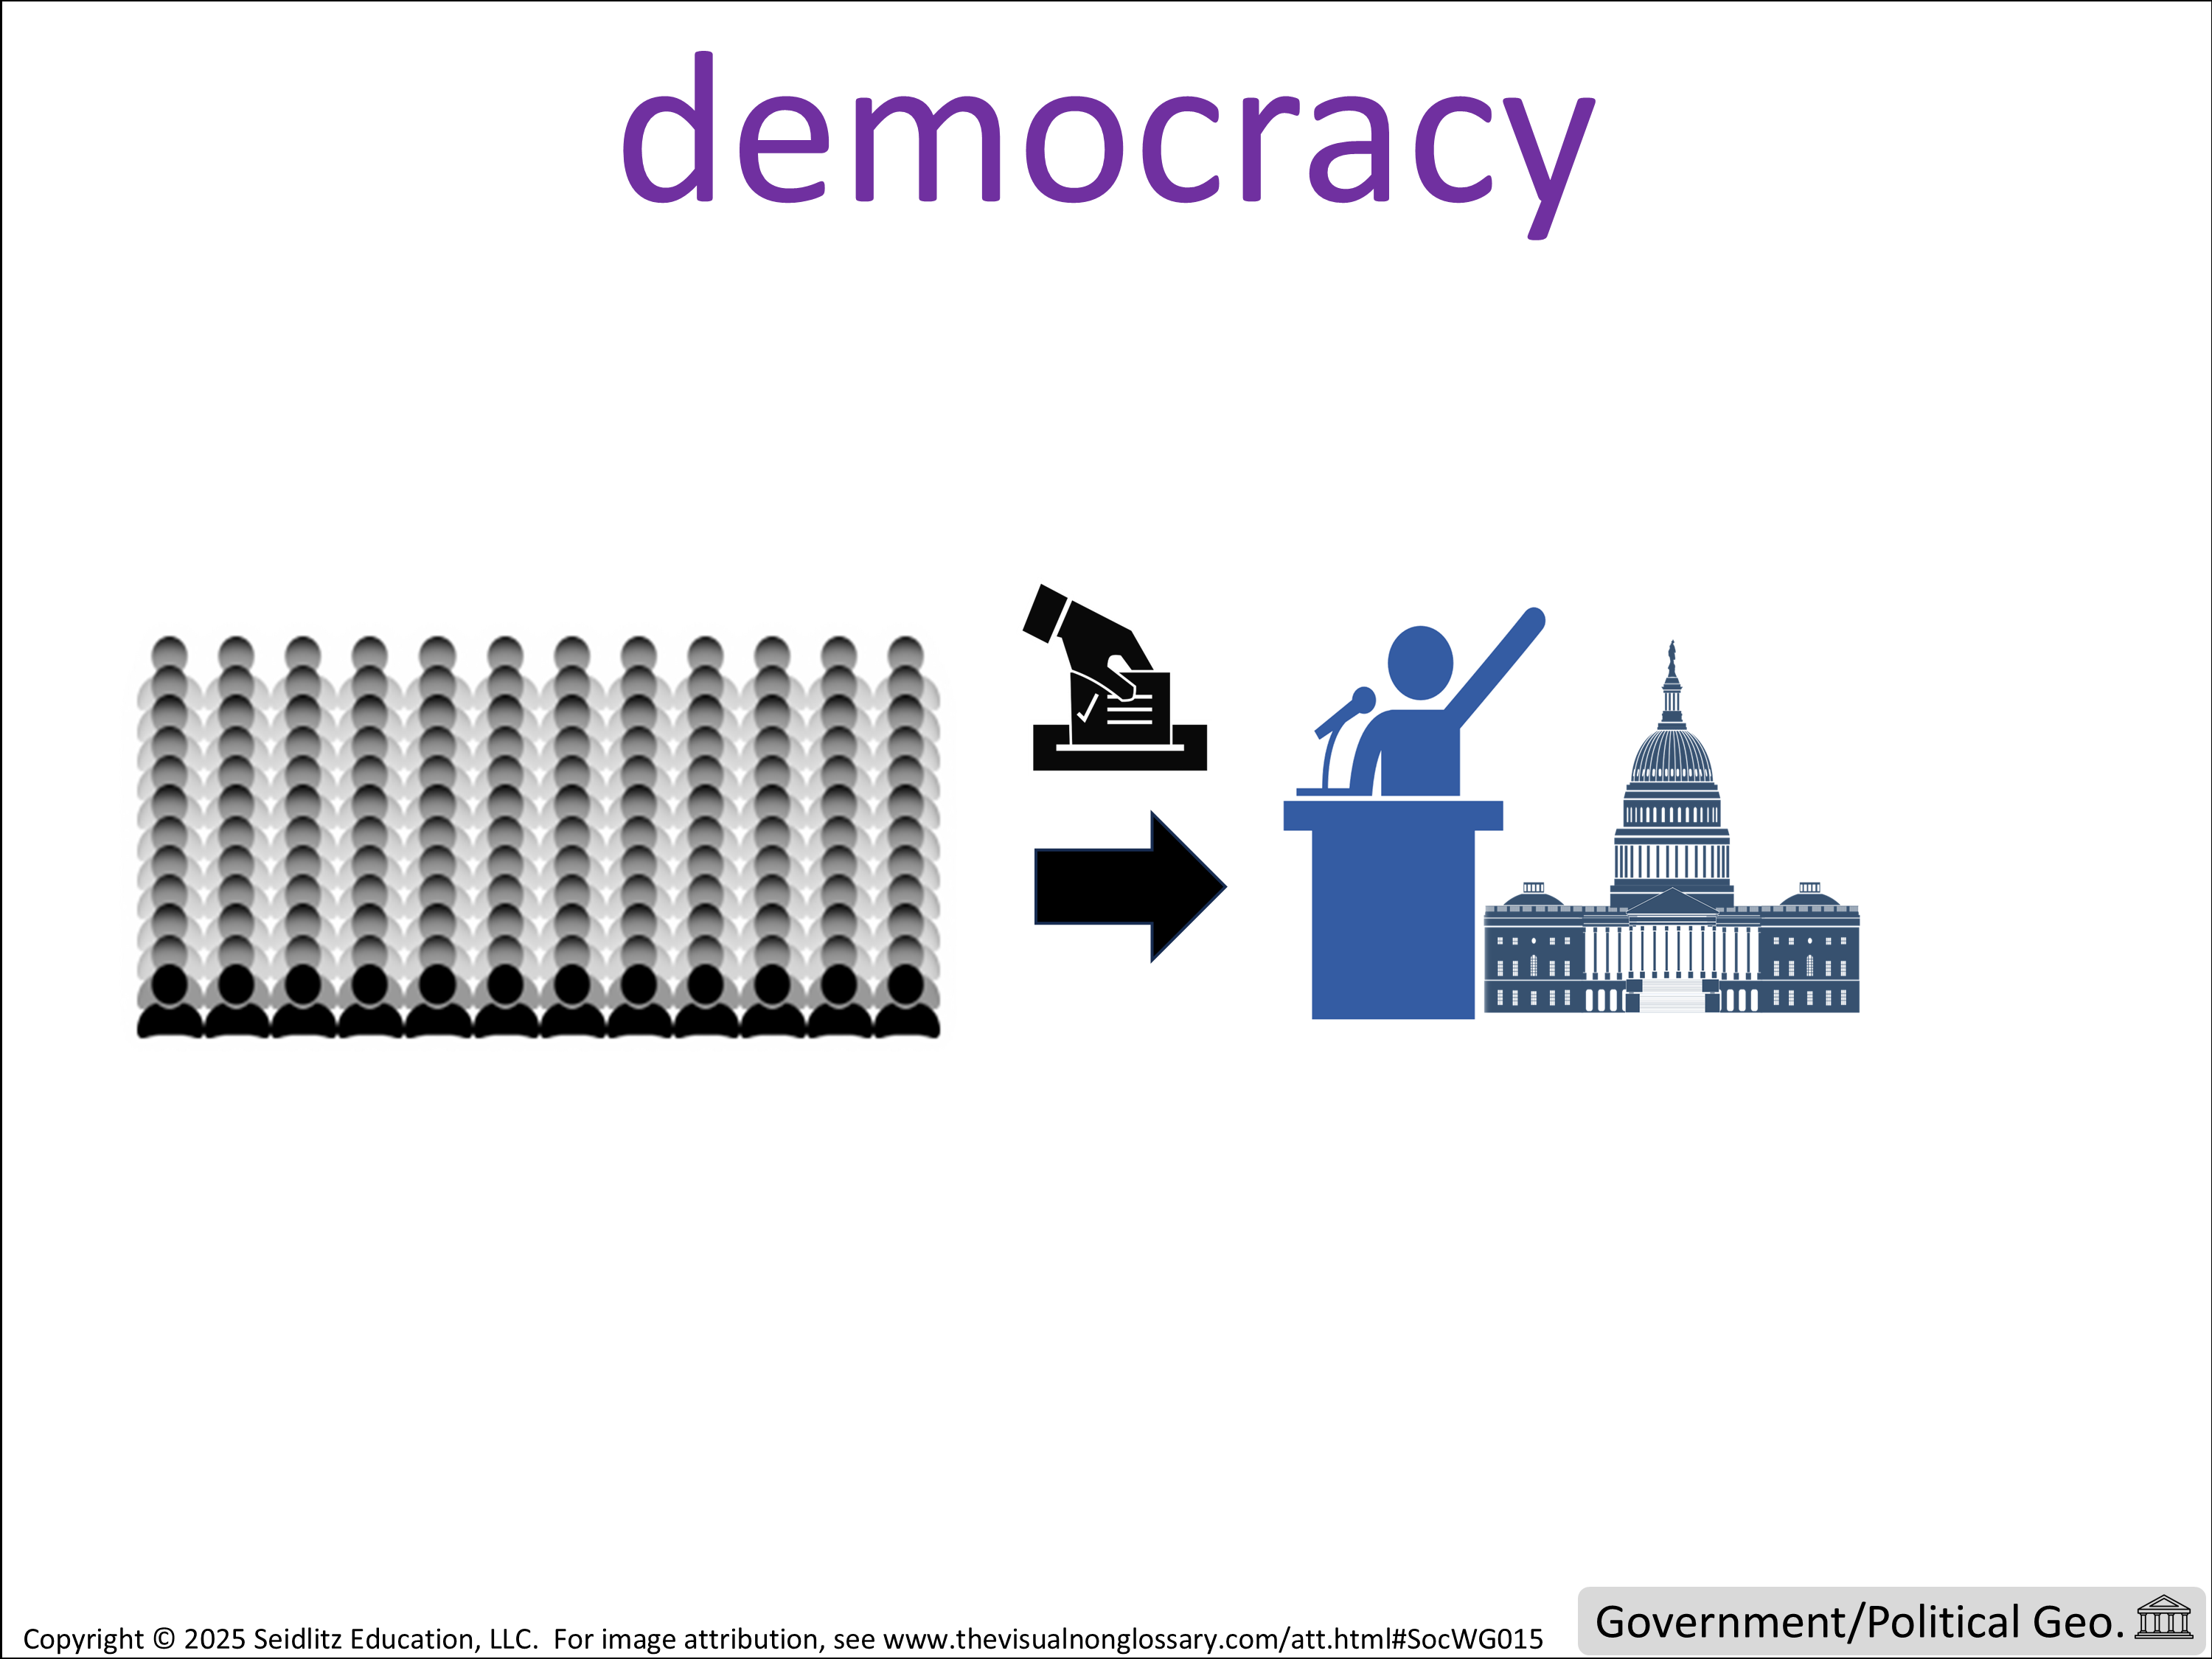 democracy
Copyright © 2025 Seidlitz Education, LLC.  For image attribution, see www.thevisualnonglossary.com/att.html#SocWG015
Government/Political Geo.